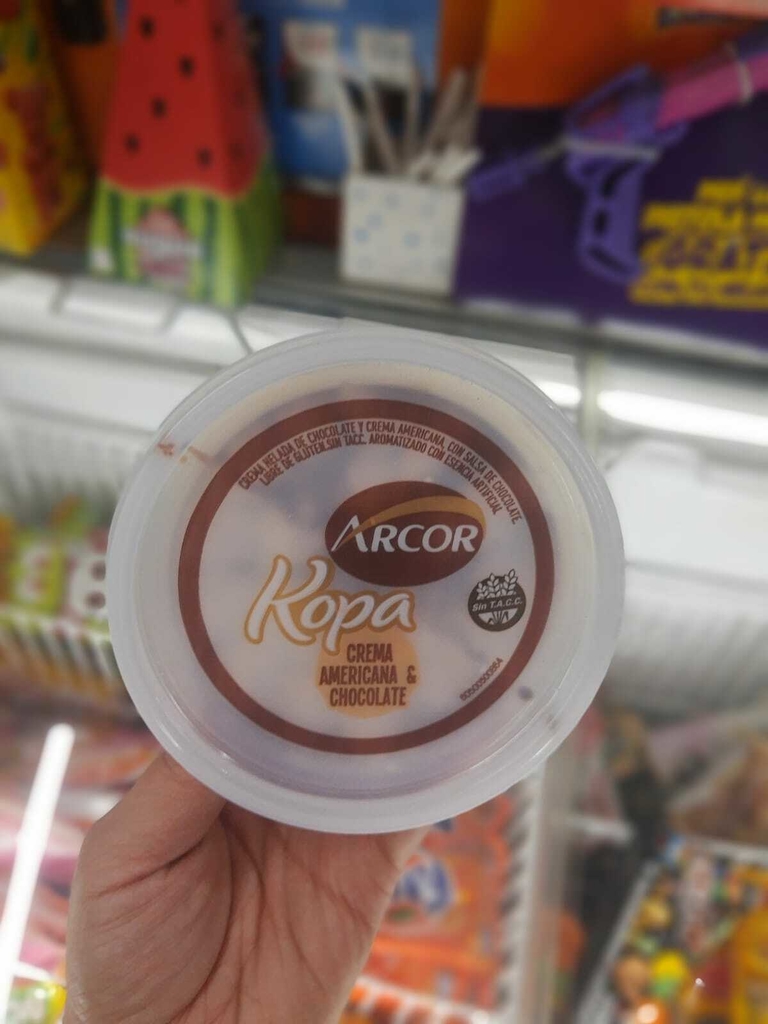 CREMA HELADA DE CHOCOLATE Y CREMA AMERICANA, CON SALSA DE CHOCOLATE
LIBRE DE GLUTEN.SIN TACC. AROMATIZADO CON ESENCIA ARTIFICIAL
ARCOR
Kopa
Sin T.A.C.C.
CREMA
AMERICANA &
CHOCOLATE